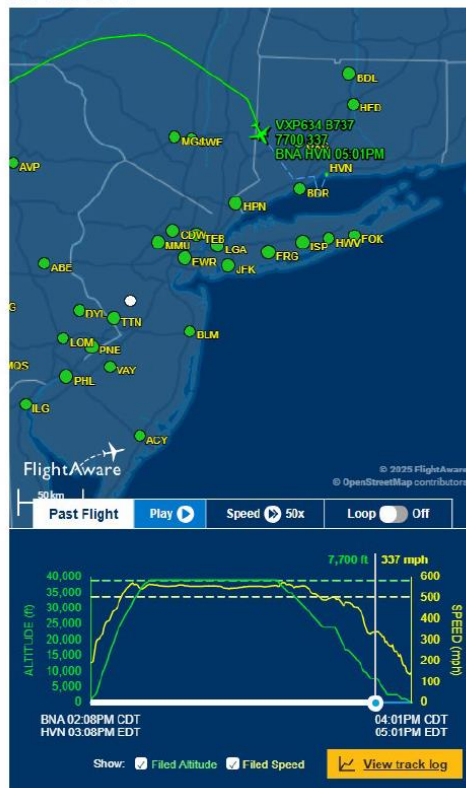 BDL
HFD
VXP634 B737
7700 337
BNA HVN 05:01PM
HVN
AVP
BDR
HPN
CDW
TEB
MMU
LGA
EWR
JFK
FRG
ISP
HWV
FOK
ABE
DYL
TTN
BLM
LOM
PNE
VAY
PHL
ILG
ACY
FlightAware
© 2025 FlightAware
© OpenStreetMap contributors
50km
Past Flight Play Speed 50x Loop Off
7,700 ft 337 mph
40,000 600
35,000 500
30,000
25,000 400
20,000 300
15,000 200
10,000
5,000 100
0 0
ALTITUDE (ft)
SPEED (mph)
BNA 02:08PM CDT 04:01PM CDT
HVN 03:08PM EDT 05:01PM EDT
Show: Filed Altitude Filed Speed View track log